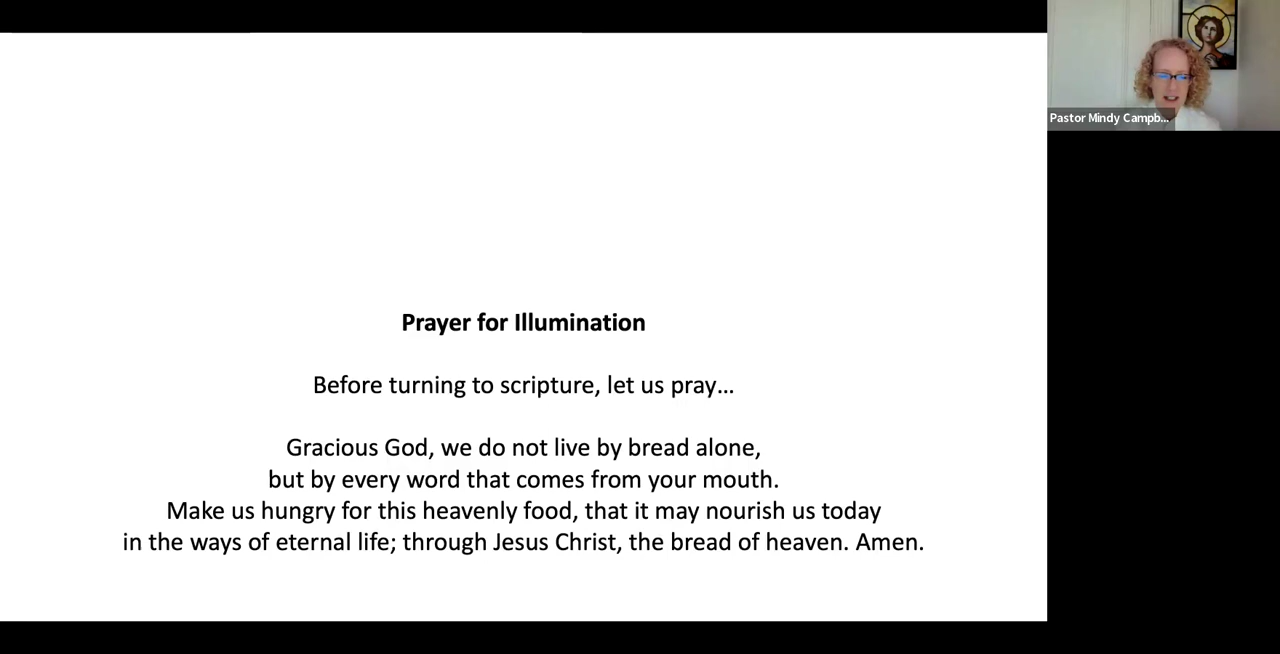 Pastor Mindy Campb...
Prayer for Illumination
Before turning to scripture, let us pray...
Gracious God, we do not live by bread alone,
but by every word that comes from your mouth.
Make us hungry for this heavenly food, that it may nourish us today
in the ways of eternal life; through Jesus Christ, the bread of heaven. Amen.